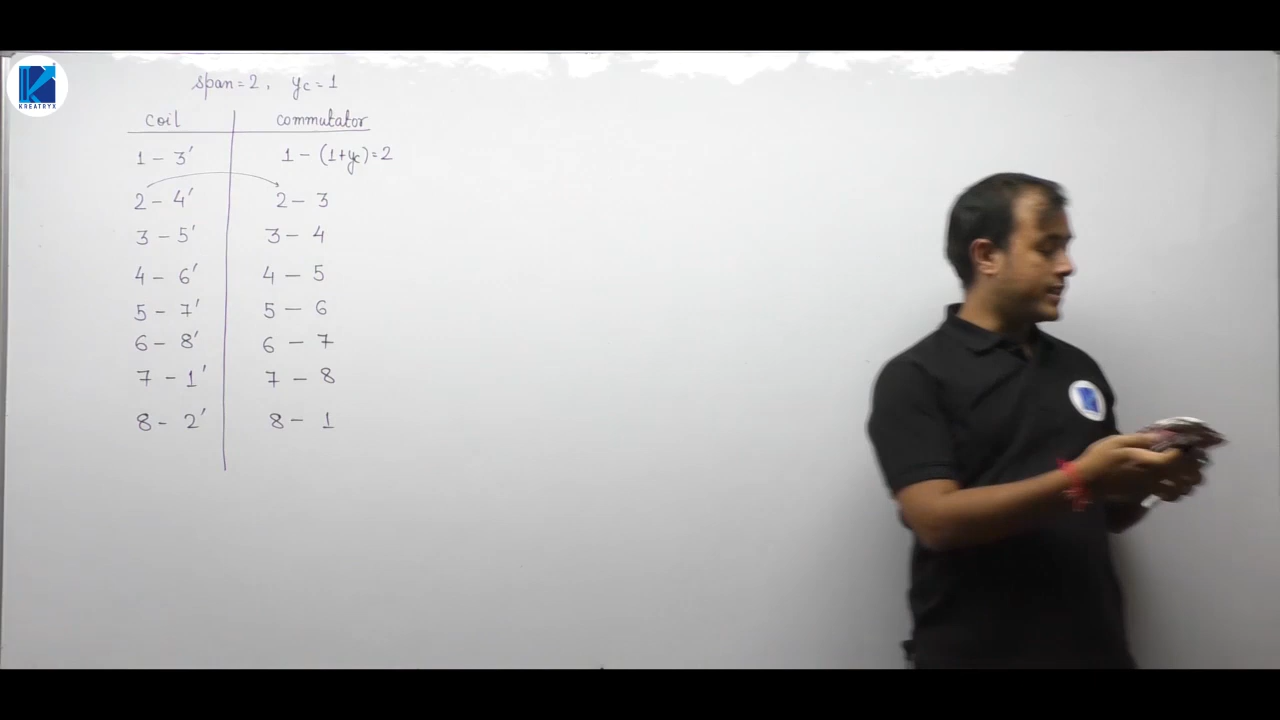 KREATRYX
span = 2, yc = 1
coil commutator
1 - 3' 1 - (1+yc) = 2
2 - 4' 2 - 3
3 - 5' 3 - 4
4 - 6' 4 - 5
5 - 7' 5 - 6
6 - 8' 6 - 7
7 - 1' 7 - 8
8 - 2' 8 - 1